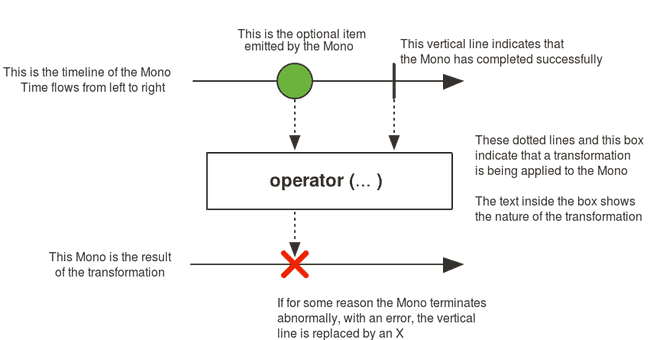 This is the optional item
emitted by the Mono
This vertical line indicates that
the Mono has completed successfully
This is the timeline of the Mono
Time flows from left to right
These dotted lines and this box
indicate that a transformation
is being applied to the Mono
operator (... )
The text inside the box shows
the nature of the transformation
This Mono is the result
of the transformation
If for some reason the Mono terminates
abnormally, with an error, the vertical
line is replaced by an X